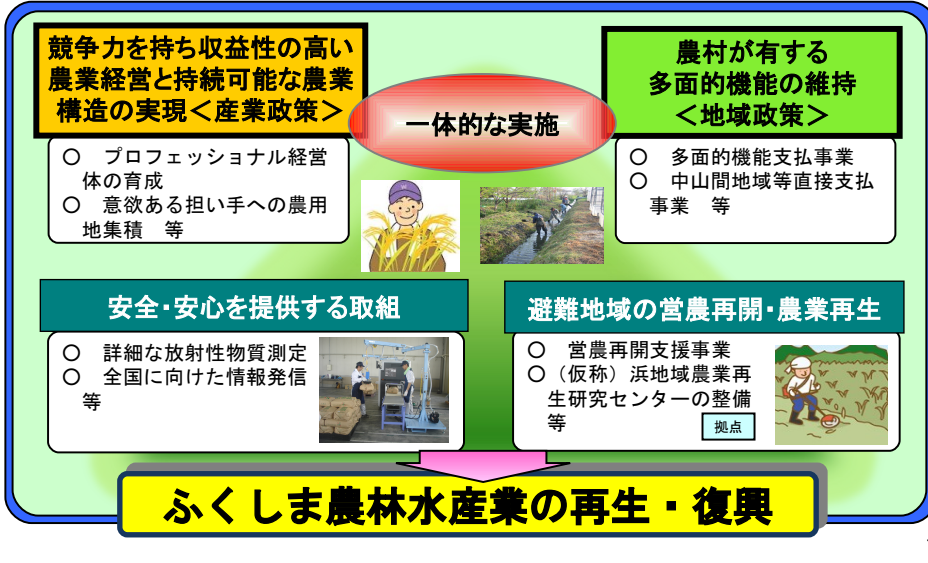 競争力を持ち収益性の高い
農業経営と持続可能な農業
構造の実現＜産業政策＞
一体的な実施
農村が有する
多面的機能の維持
＜地域政策＞
○　プロフェッショナル経営
体の育成
○　意欲ある担い手への農用
地集積　等
○　多面的機能支払事業
○　中山間地域等直接支払
事業　等
安全・安心を提供する取組
○　詳細な放射性物質測定
○　全国に向けた情報発信
等
避難地域の営農再開・農業再生
○　営農再開支援事業
○（仮称）浜地域農業再
生研究センターの整備
等
拠点
ふくしま農林水産業の再生・復興